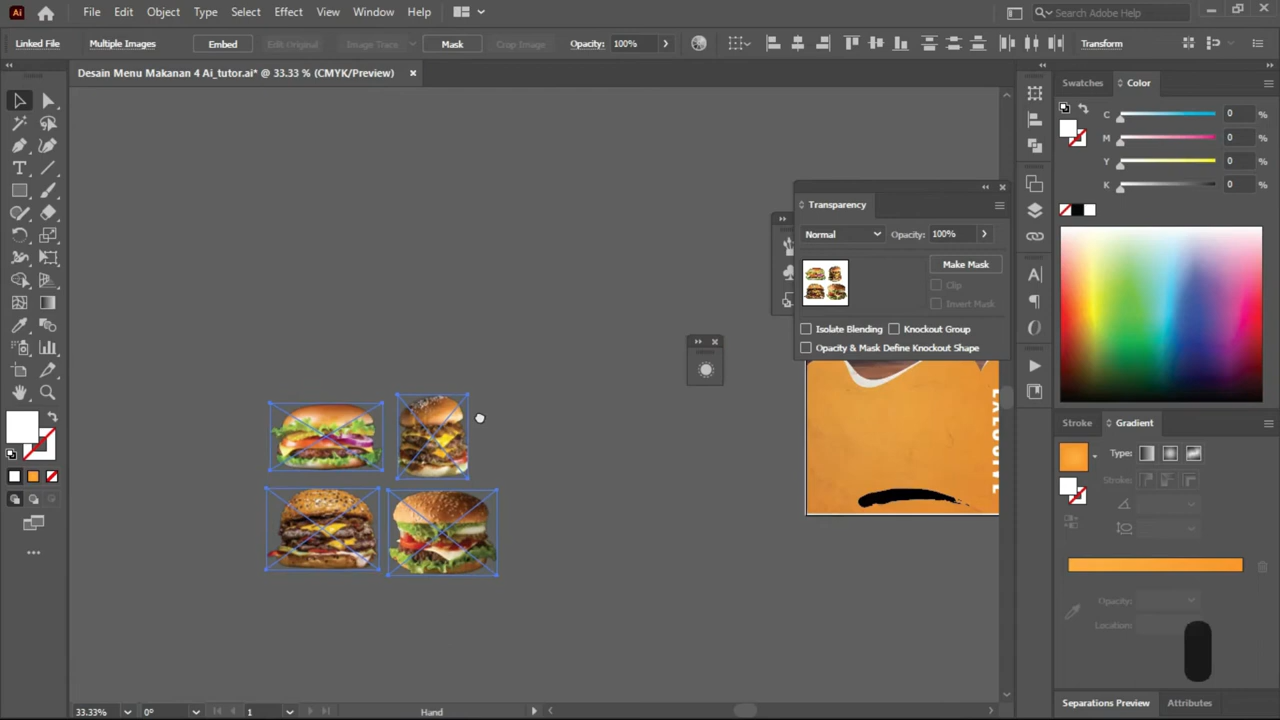 Ai File Edit Object Type Select Effect View Window Help Search Adobe Help
Linked File Multiple Images Embed Edit Original Image Trace Mask Crop Image Opacity: 100% Transform
Desain Menu Makanan 4 Ai_tutor.ai* @ 33.33 % (CMYK/Preview)
Swatches Color
C 0 %
M 0 %
Y 0 %
K 0 %
Transparency
Normal Opacity: 100%
Make Mask
Clip
Invert Mask
Isolate Blending Knockout Group
Opacity & Mask Define Knockout Shape
EXLUSIVE
Stroke Gradient
Type:
Stroke:
Opacity:
Location:
Separations Preview Attributes
33.33% 0° 1 Hand